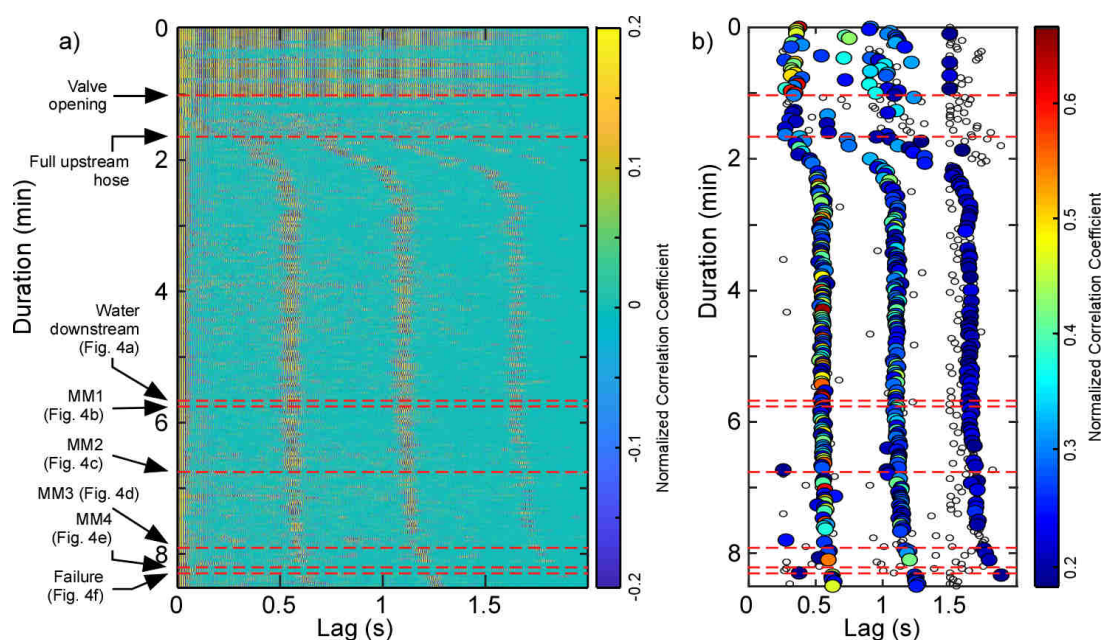 a)
Valve
opening
Full upstream
hose
Water
downstream
(Fig. 4a)
MM1
(Fig. 4b)
MM2
(Fig. 4c)
MM3 (Fig. 4d)
MM4
(Fig. 4e)
Failure
(Fig. 4f)
Duration (min)
0
2
4
6
8
0
0.5
1
1.5
Lag (s)
0.2
0.1
0
-0.1
-0.2
Normalized Correlation Coefficient
b)
Duration (min)
0
2
4
6
8
0
0.5
1
1.5
Lag (s)
0.6
0.5
0.4
0.3
0.2
Normalized Correlation Coefficient